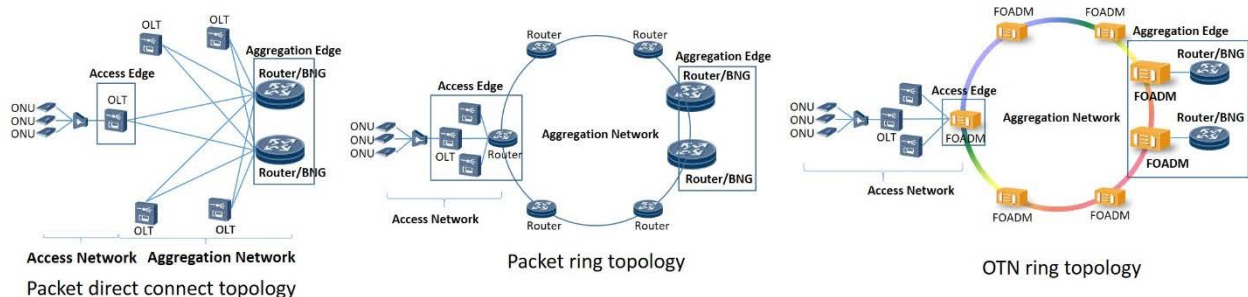 OLT
OLT
Aggregation Edge
Router/BNG
Access Edge
OLT
ONU
ONU
ONU
Router/BNG
OLT
OLT
Access Network
Aggregation Network
Packet direct connect topology
Router
Router
Aggregation Edge
Router/BNG
Access Edge
ONU
ONU
ONU
OLT
Router
Aggregation Network
Router/BNG
Access Network
Router
Router
Packet ring topology
FOADM
FOADM
Aggregation Edge
Router/BNG
FOADM
Access Edge
ONU
ONU
ONU
OLT
FOADM
Aggregation Network
Router/BNG
FOADM
Access Network
FOADM
FOADM
OTN ring topology